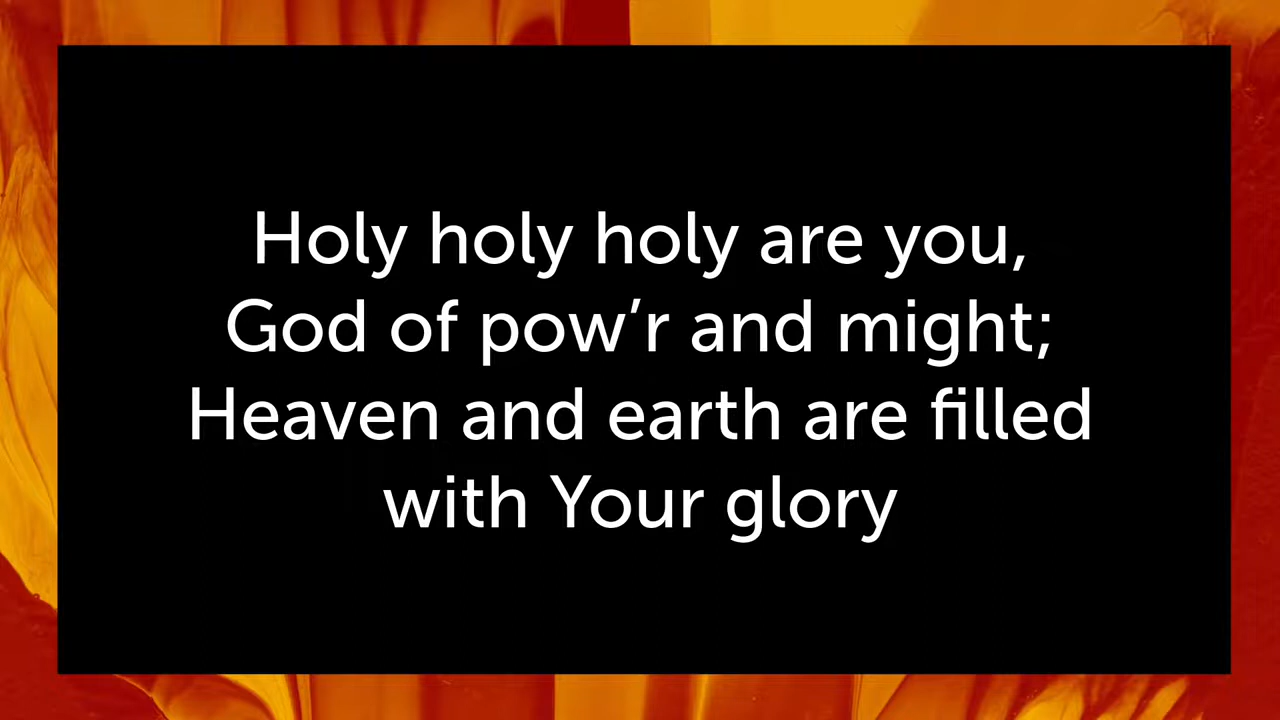 Holy holy holy are you,
God of pow’r and might;
Heaven and earth are filled
with Your glory